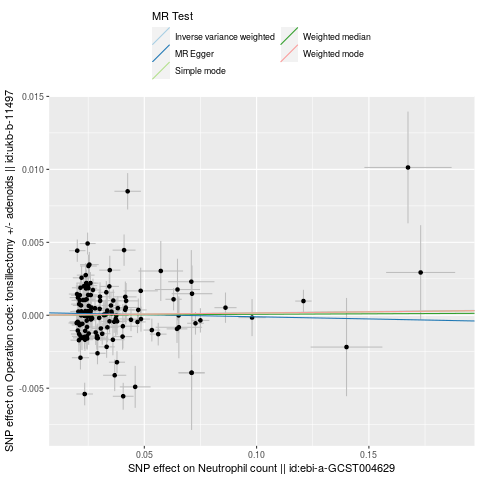 MR Test
Inverse variance weighted
Weighted median
MR Egger
Weighted mode
Simple mode
SNP effect on Operation code: tonsillectomy +/- adenoids || id:ukb-b-11497
0.015
0.010
0.005
0.000
-0.005
0.05
0.10
0.15
SNP effect on Neutrophil count || id:ebi-a-GCST004629